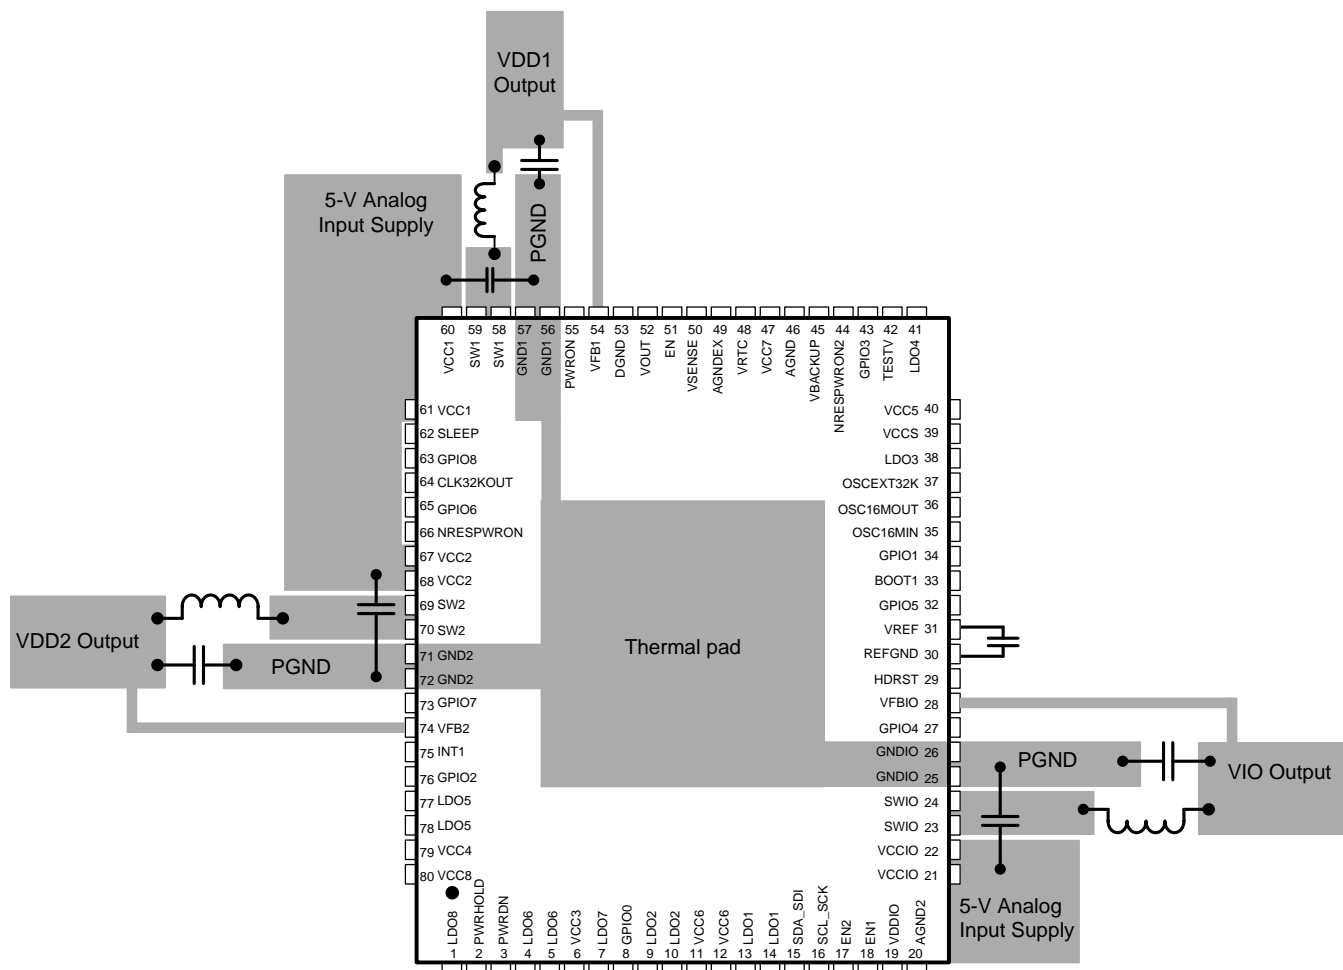 VDD1
Output
5-V Analog
Input Supply
PGND
60 59 58 57 56 55 54 53 52 51 50 49 48 47 46 45 44 43 42 41
VCC1
SW1
SW1
GND1
GND1
PWRON
VFB1
DGND
VOUT
EN
VSENSE
AGNDEX
VRTC
VCC7
AGND
VBACKUP
NRESPWRON2
GPIO3
TESTV
LDO4
61 VCC1
62 SLEEP
63 GPIO8
64 CLK32KOUT
65 GPIO6
66 NRESPWRON
67 VCC2
68 VCC2
69 SW2
70 SW2
71 GND2
72 GND2
73 GPIO7
74 VFB2
75 INT1
76 GPIO2
77 LDO5
78 LDO5
79 VCC4
80 VCC8
VCC5 40
VCCS 39
LDO3 38
OSCEXT32K 37
OSC16MOUT 36
OSC16MIN 35
GPIO1 34
BOOT1 33
GPIO5 32
VREF 31
REFGND 30
HDRST 29
VFBIO 28
GPIO4 27
GNDIO 26
GNDIO 25
SWIO 24
SWIO 23
VCCIO 22
VCCIO 21
VDD2 Output
PGND
Thermal pad
PGND
VIO Output
5-V Analog
Input Supply
LDO8
PWRHOLD
PWRDN
LDO6
LDO6
VCC3
LDO7
GPIO0
LDO2
LDO2
VCC6
VCC6
LDO1
LDO1
SDA_SDI
SCL_SCK
EN2
EN1
VDDIO
AGND2
1 2 3 4 5 6 7 8 9 10 11 12 13 14 15 16 17 18 19 20